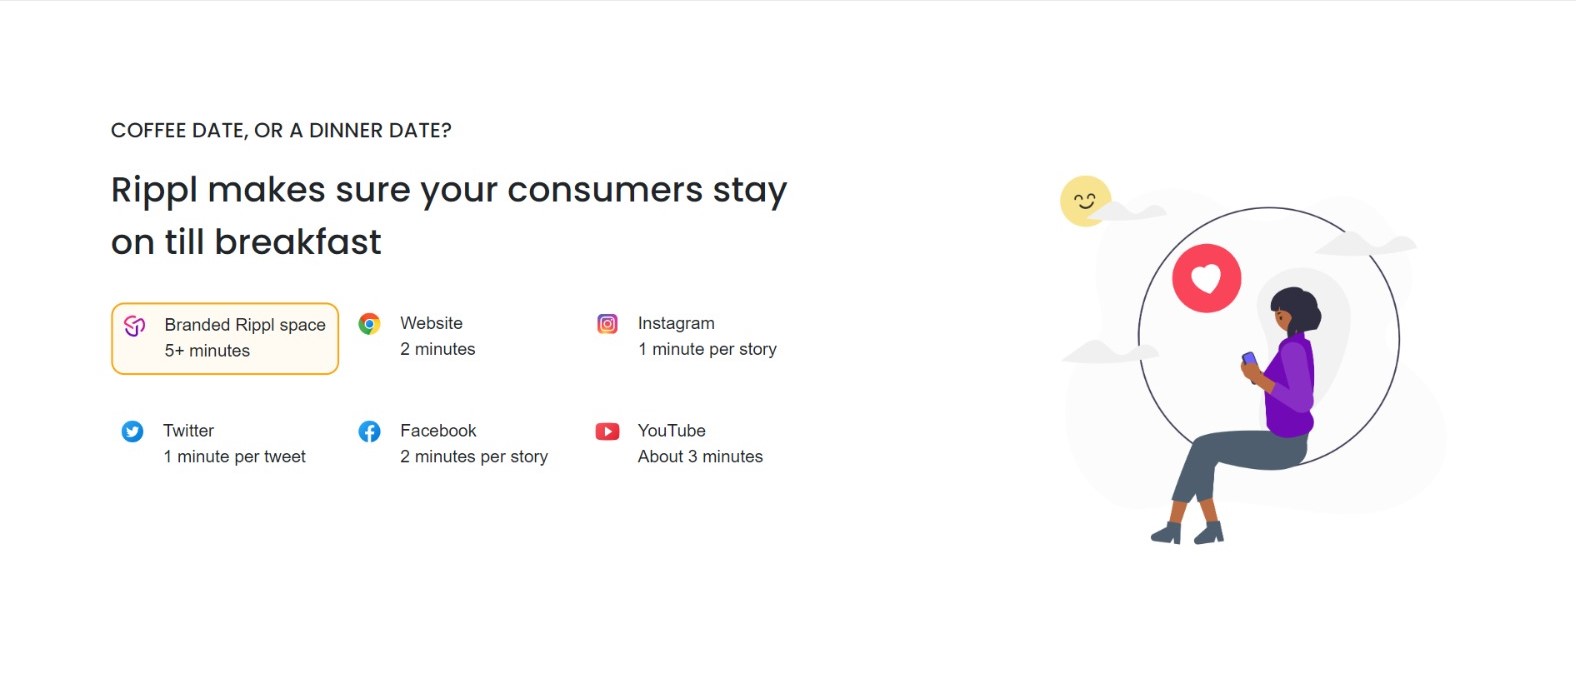 COFFEE DATE, OR A DINNER DATE?
Rippl makes sure your consumers stay
on till breakfast
Branded Rippl space
5+ minutes
Website
2 minutes
Instagram
1 minute per story
Twitter
1 minute per tweet
Facebook
2 minutes per story
YouTube
About 3 minutes